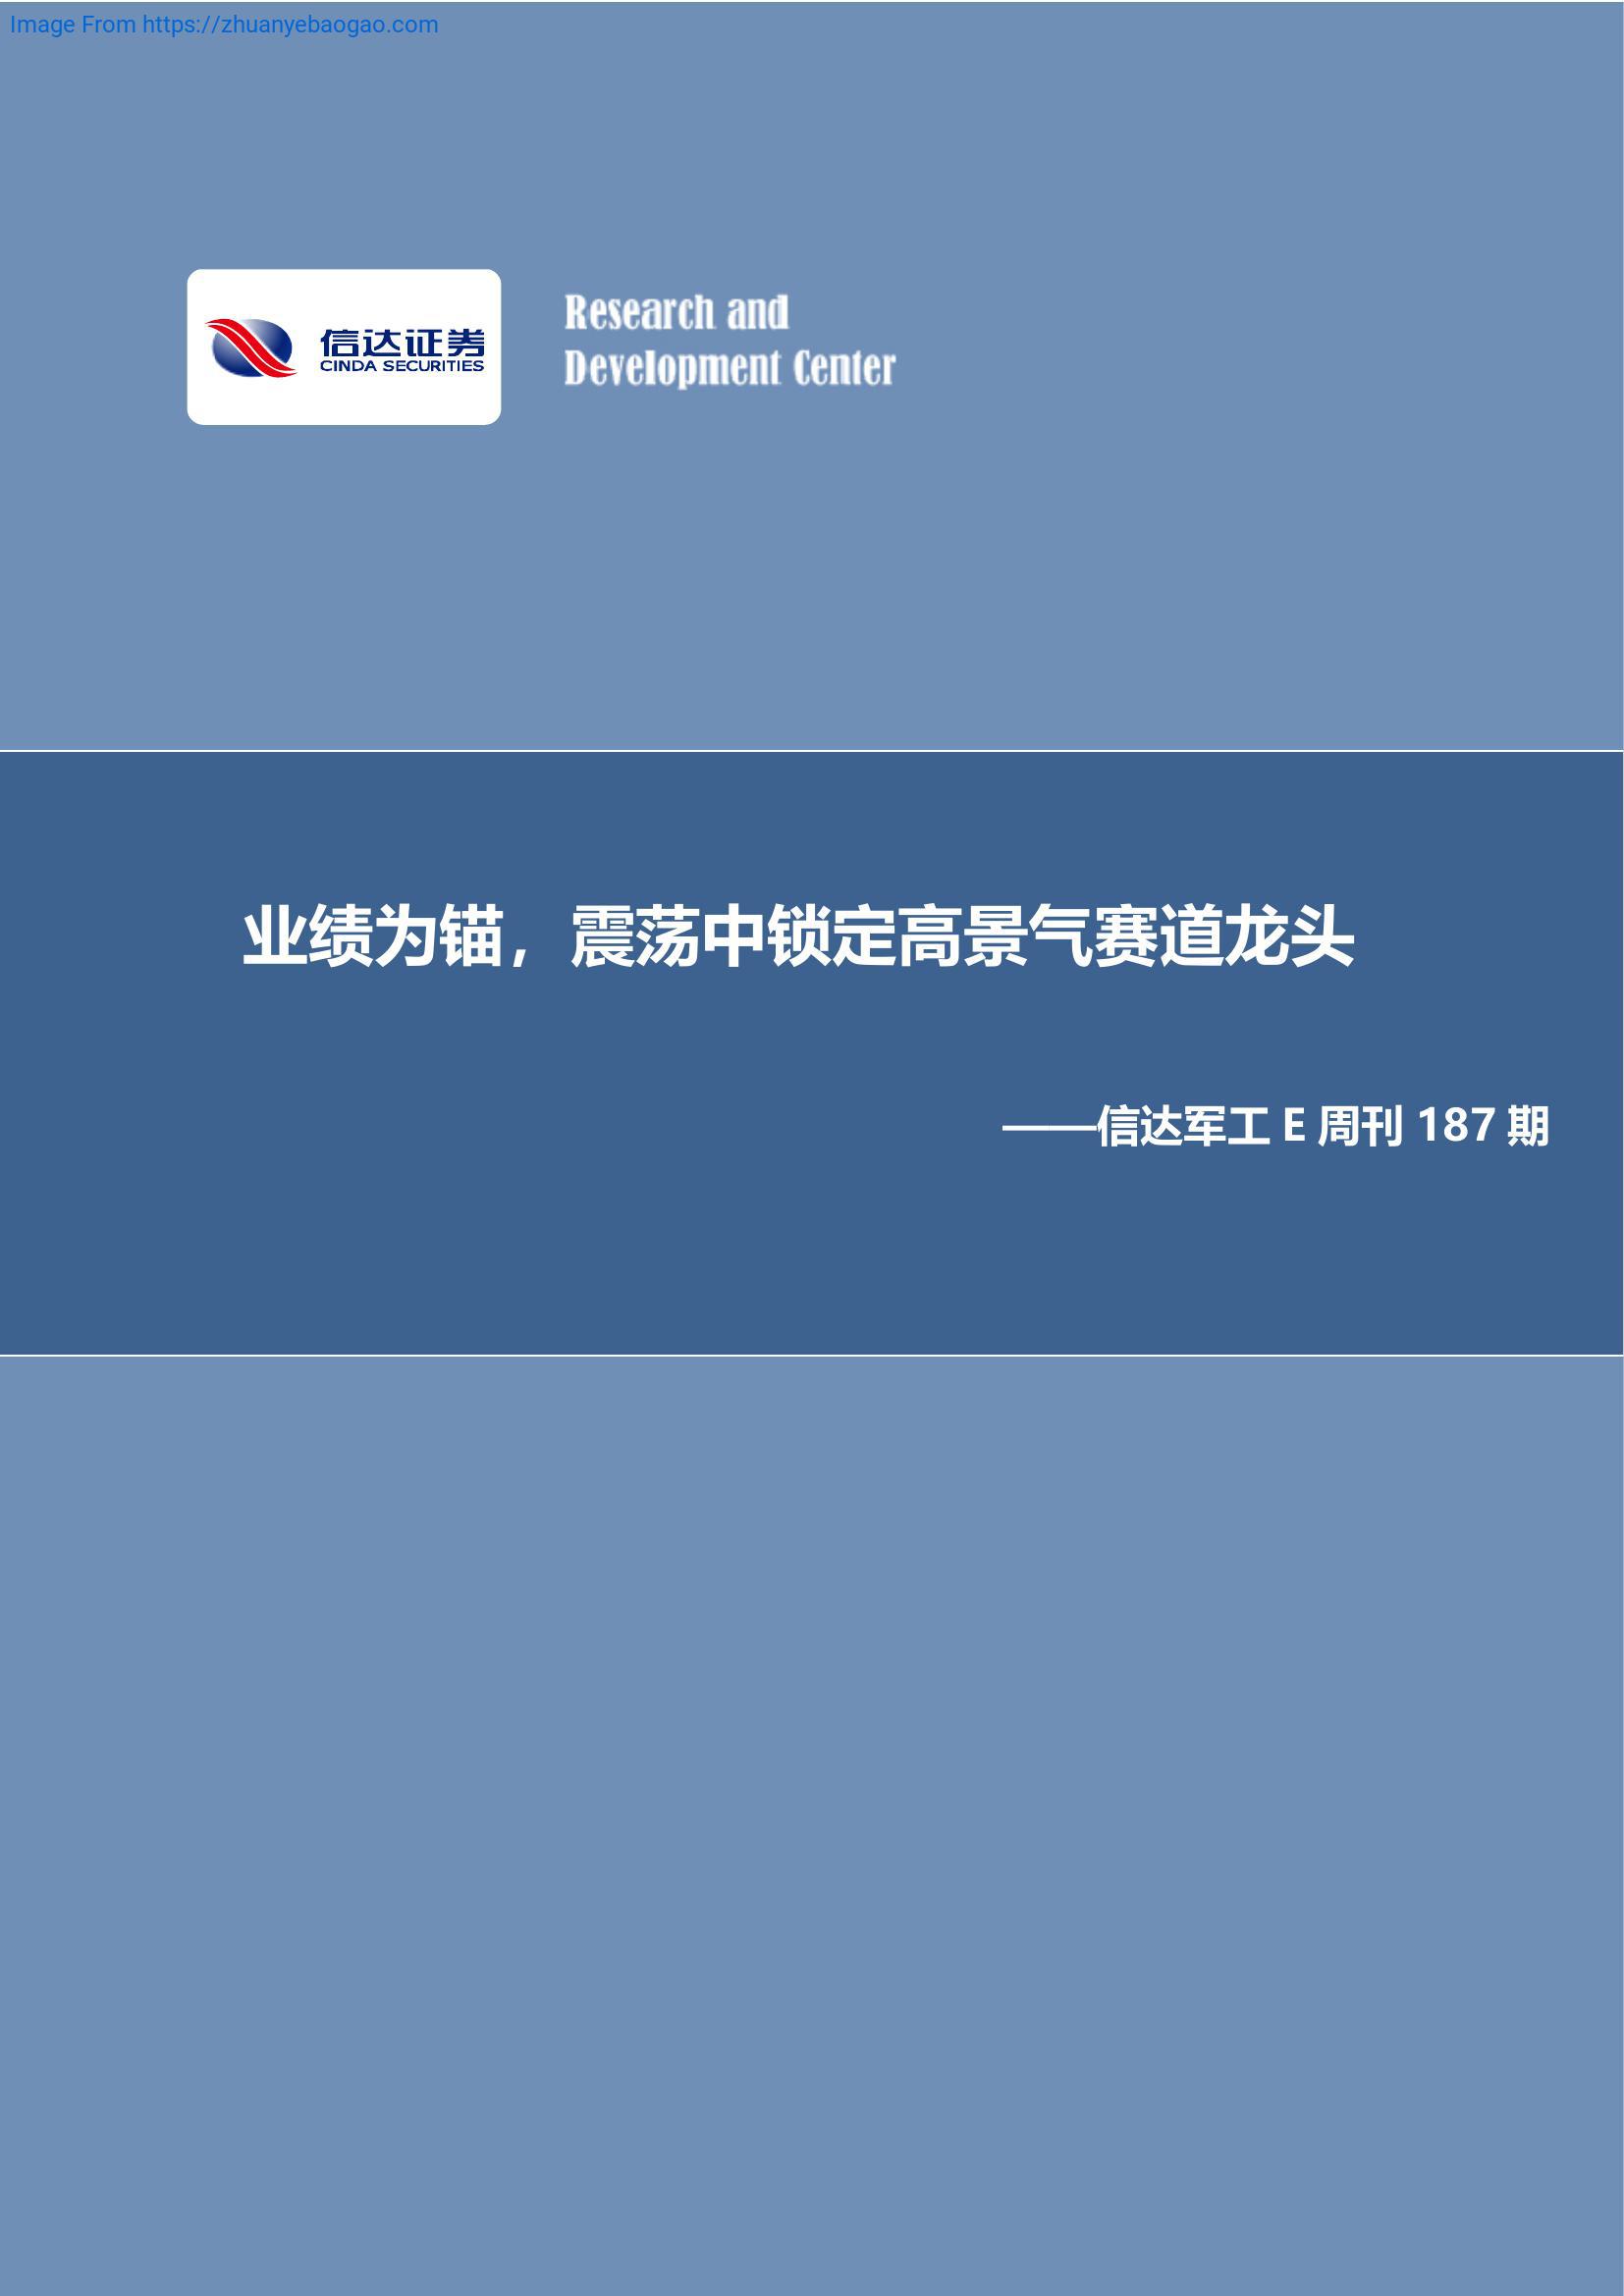 Image From https://zhuanyebaogao.com
信达证券
CINDA SECURITIES
Research and
Development Center
业绩为锚，震荡中锁定高景气赛道龙头
——信达军工 E 周刊 187 期